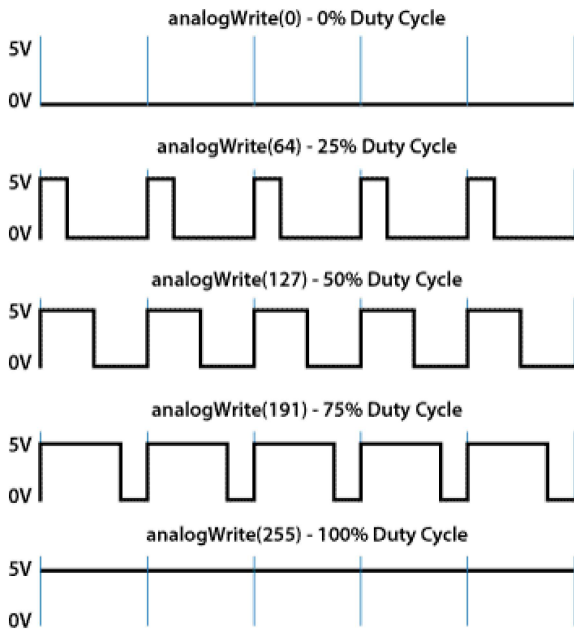 analogWrite(0) - 0% Duty Cycle
5V
0V
analogWrite(64) - 25% Duty Cycle
5V
0V
analogWrite(127) - 50% Duty Cycle
5V
0V
analogWrite(191) - 75% Duty Cycle
5V
0V
analogWrite(255) - 100% Duty Cycle
5V
0V